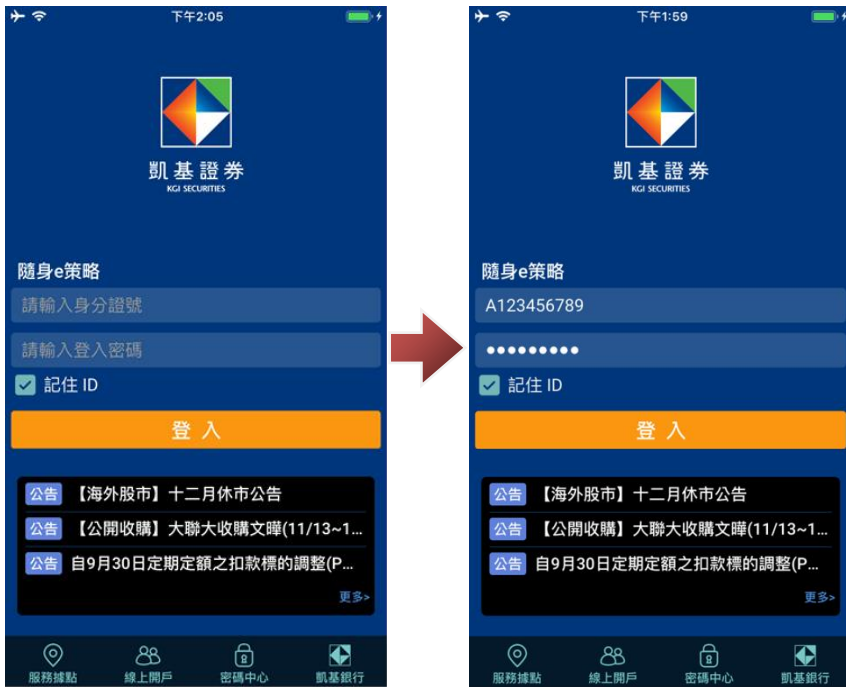 下午2:05
凱基證券
KGI SECURITIES
隨身e策略
請輸入身分證號
請輸入登入密碼
記住 ID
登 入
公告 【海外股市】十二月休市公告
公告 【公開收購】大聯大收購文曄(11/13~1...
公告 自9月30日定期定額之扣款標的調整(P...
更多>
服務據點 線上開戶 密碼中心 凱基銀行
下午1:59
凱基證券
KGI SECURITIES
隨身e策略
A123456789
●●●●●●●●●
記住 ID
登 入
公告 【海外股市】十二月休市公告
公告 【公開收購】大聯大收購文曄(11/13~1...
公告 自9月30日定期定額之扣款標的調整(P...
更多>
服務據點 線上開戶 密碼中心 凱基銀行